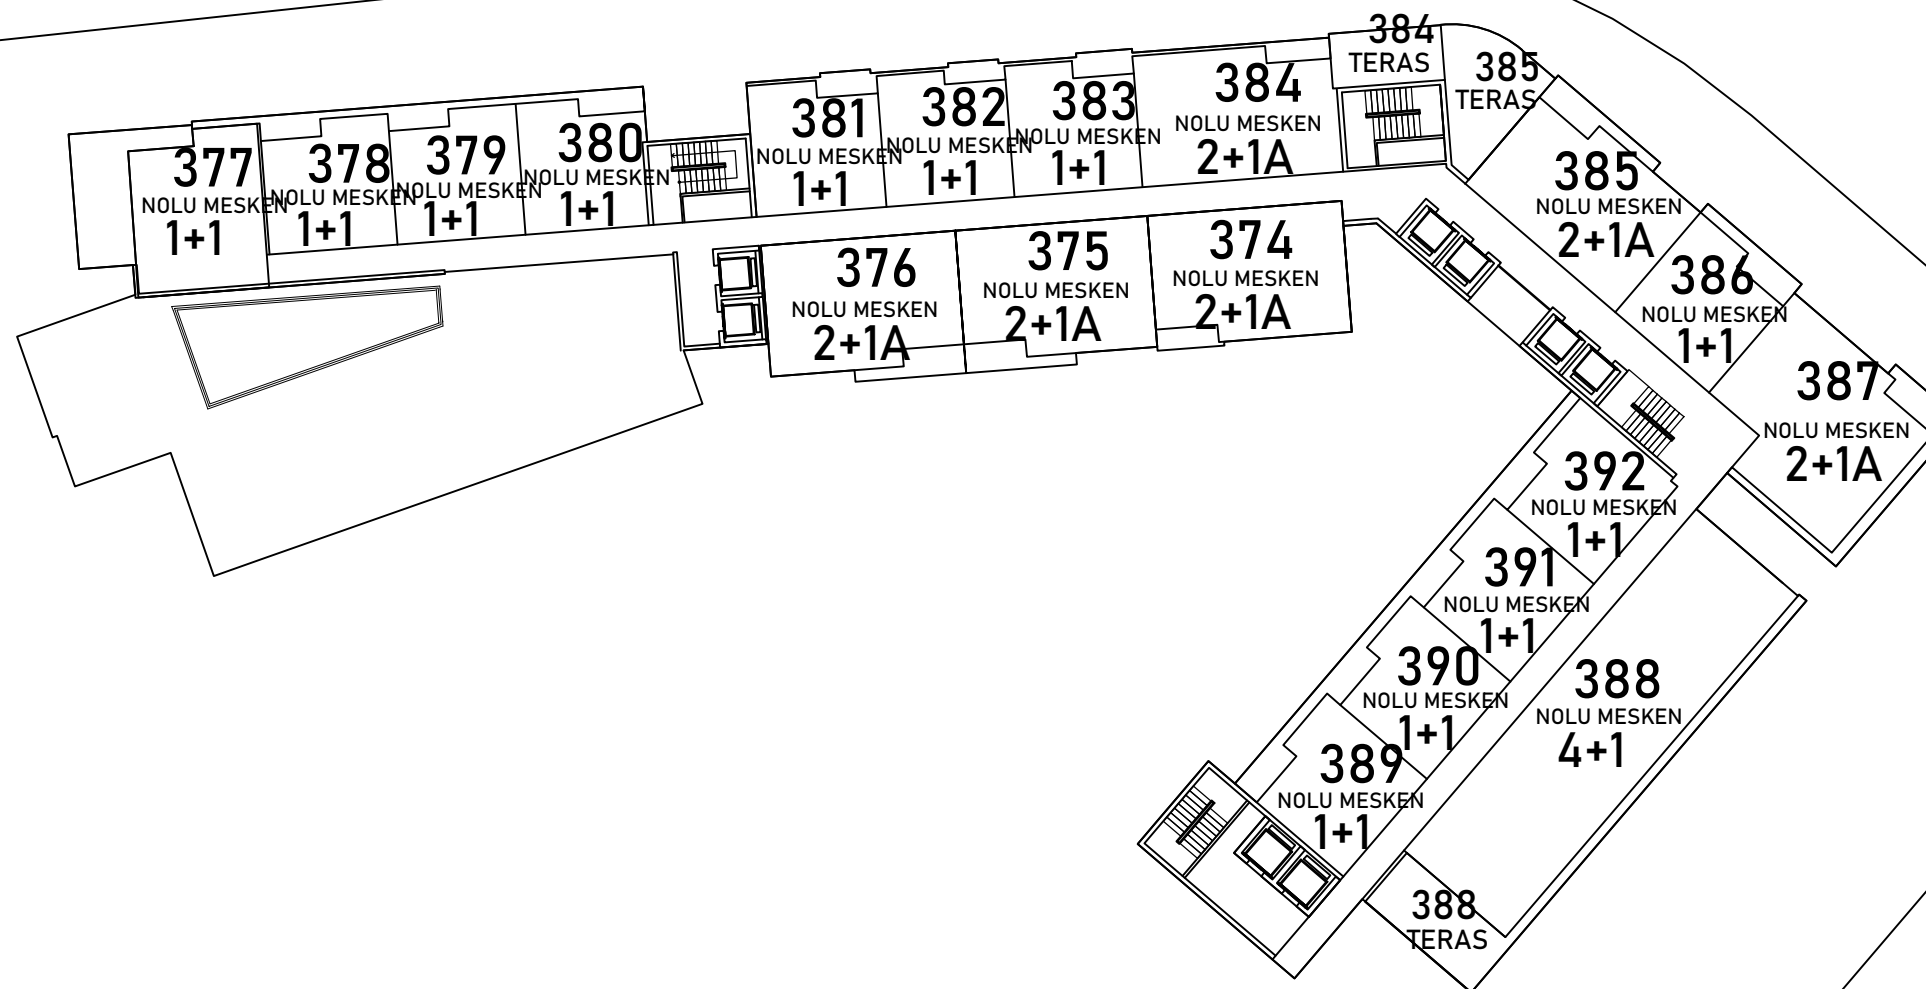 377
NOLU MESKEN
1+1
378
NOLU MESKEN
1+1
379
NOLU MESKEN
1+1
380
NOLU MESKEN
1+1
381
NOLU MESKEN
1+1
382
NOLU MESKEN
1+1
383
NOLU MESKEN
1+1
384
NOLU MESKEN
2+1A
384
TERAS
385
TERAS
385
NOLU MESKEN
2+1A
386
NOLU MESKEN
1+1
387
NOLU MESKEN
2+1A
376
NOLU MESKEN
2+1A
375
NOLU MESKEN
2+1A
374
NOLU MESKEN
2+1A
392
NOLU MESKEN
1+1
391
NOLU MESKEN
1+1
390
NOLU MESKEN
1+1
389
NOLU MESKEN
1+1
388
NOLU MESKEN
4+1
388
TERAS